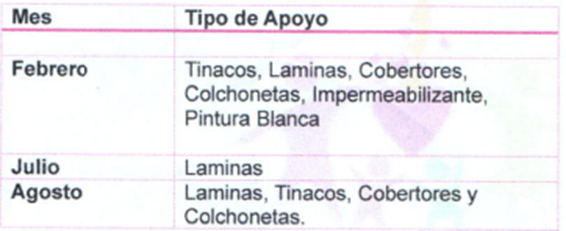 Mes Tipo de Apoyo
Febrero Tinacos, Laminas, Cobertores,
Colchonetas, Impermeabilizante,
Pintura Blanca
Julio Laminas
Agosto Laminas, Tinacos, Cobertores y
Colchonetas.